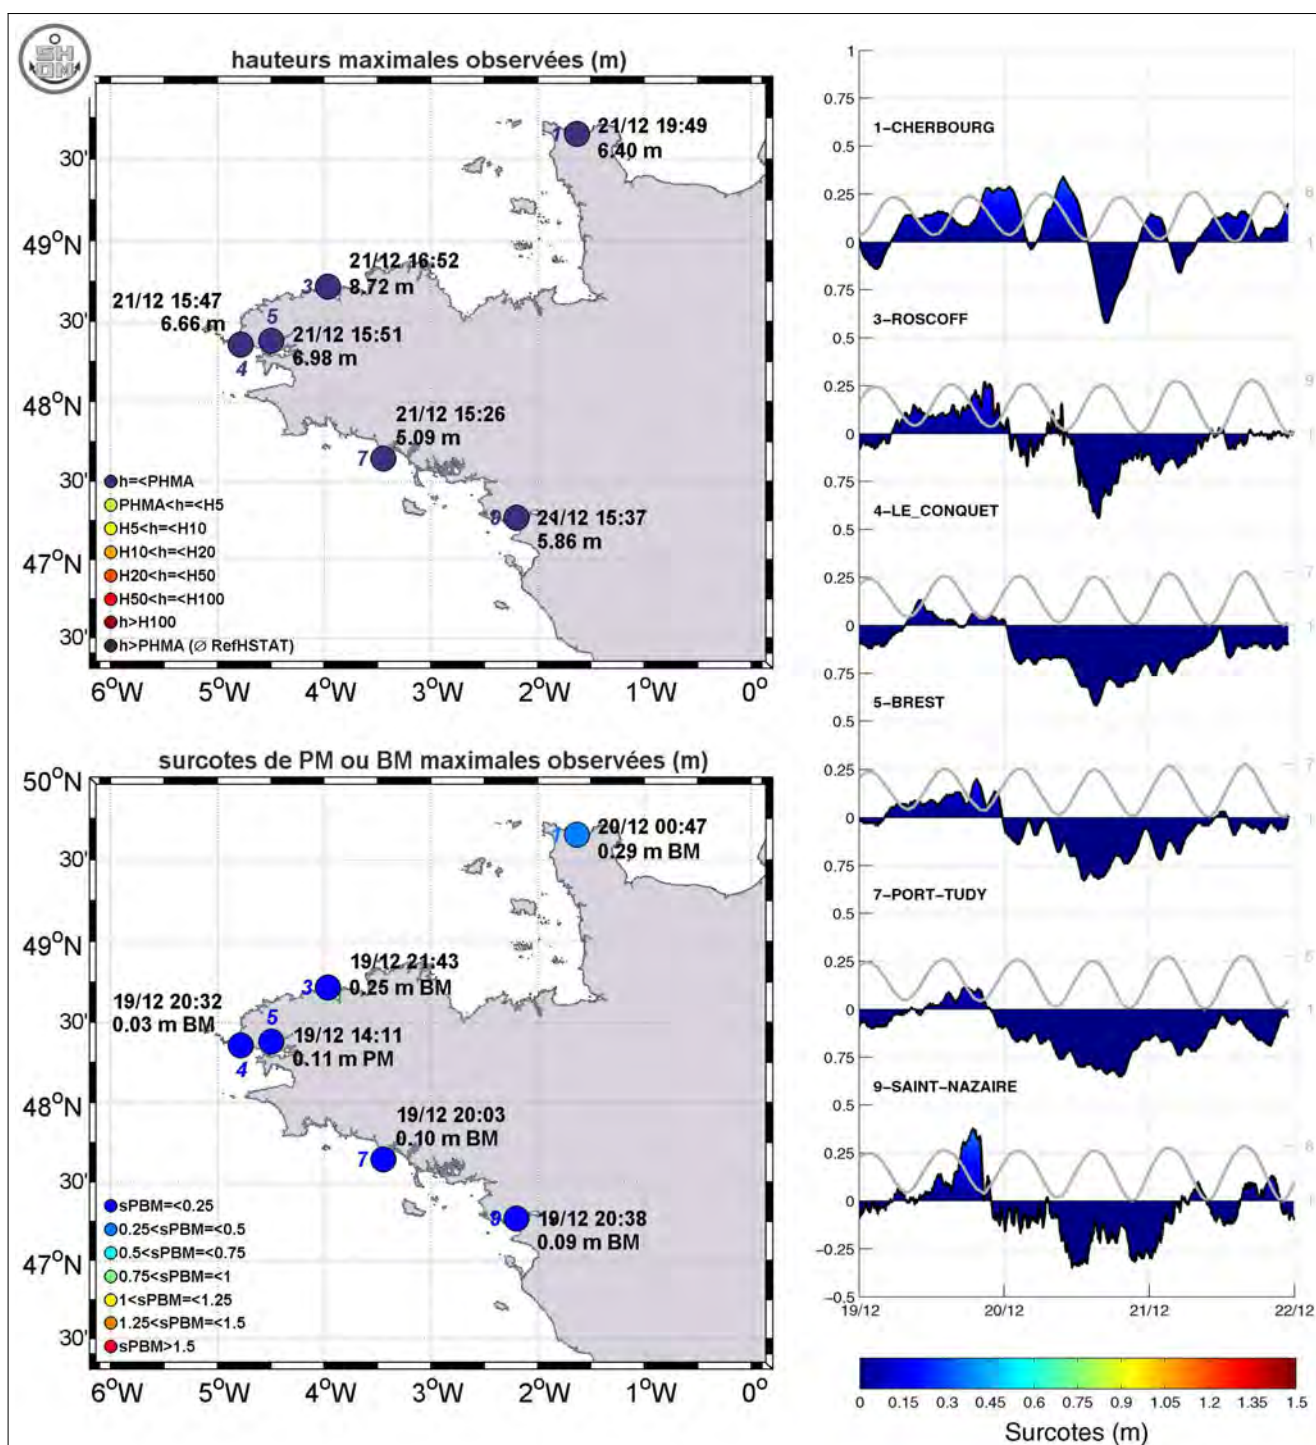 SHOM
hauteurs maximales observées (m)
30'
49°N
30'
48°N
30'
47°N
30'
6°W 5°W 4°W 3°W 2°W 1°W 0°
1
21/12 19:49
6.40 m
3
21/12 16:52
8.72 m
21/12 15:47
6.66 m
4
5
21/12 15:51
6.98 m
21/12 15:26
5.09 m
7
9
21/12 15:37
5.86 m
h=<PHMA
PHMA<h=<H5
H5<h=<H10
H10<h=<H20
H20<h=<H50
H50<h=<H100
h>H100
h>PHMA (Ø RefHSTAT)
surcotes de PM ou BM maximales observées (m)
50°N
30'
49°N
30'
48°N
30'
47°N
30'
6°W 5°W 4°W 3°W 2°W 1°W 0°
1
20/12 00:47
0.29 m BM
3
19/12 21:43
0.25 m BM
19/12 20:32
0.03 m BM
4
5
19/12 14:11
0.11 m PM
19/12 20:03
0.10 m BM
7
9
19/12 20:38
0.09 m BM
sPBM=<0.25
0.25<sPBM=<0.5
0.5<sPBM=<0.75
0.75<sPBM=<1
1<sPBM=<1.25
1.25<sPBM=<1.5
sPBM>1.5
1
0.75
1-CHERBOURG
0.5
0.25
8
0
1
0.75
3-ROSCOFF
0.5
0.25
9
0
0.75
4-LE_CONQUET
0.5
0.25
7
0
1
0.75
5-BREST
0.5
0.25
7
0
1
0.75
7-PORT-TUDY
0.5
0.25
0
1
0.75
9-SAINT-NAZAIRE
0.5
0.25
8
0
1
-0.25
-0.5
19/12 20/12 21/12 22/12
0 0.15 0.3 0.45 0.6 0.75 0.9 1.05 1.2 1.35 1.5
Surcotes (m)